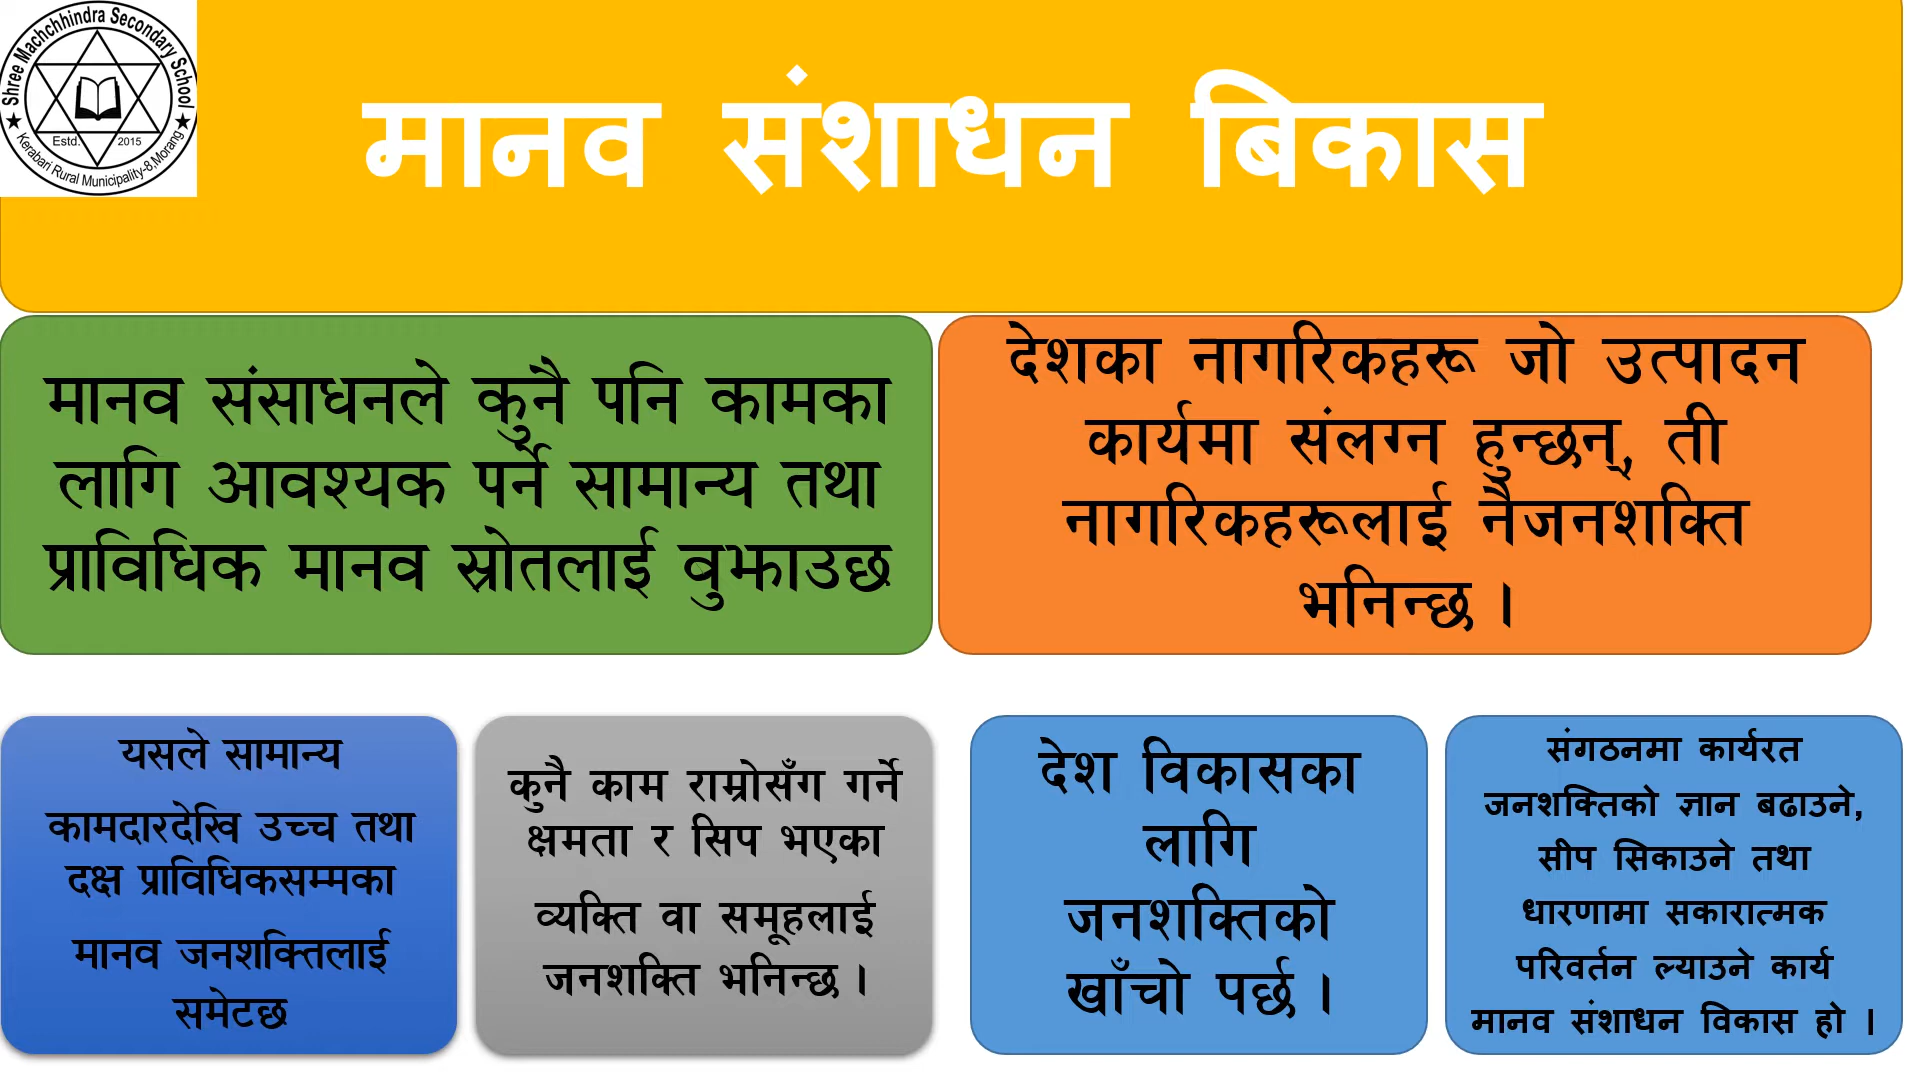 Shree Machchhindra Secondary School
Estd. 2015
Kerabari Rural Municipality-8,Morang
मानव संशाधन बिकास
मानव संसाधनले कुनै पनि कामका
लागि आवश्यक पर्ने सामान्य तथा
प्राविधिक मानव स्रोतलाई वुझाउछ
देशका नागरिकहरू जो उत्पादन
कार्यमा संलग्न हुन्छन्, ती
नागरिकहरूलाई नैजनशक्ति
भनिन्छ ।
यसले सामान्य
कामदारदेखि उच्च तथा
दक्ष प्राविधिकसम्मका
मानव जनशक्तिलाई
समेटछ
कुनै काम राम्रोसँग गर्ने
क्षमता र सिप भएका
व्यक्ति वा समूहलाई
जनशक्ति भनिन्छ ।
देश विकासका
लागि
जनशक्तिको
खाँचो पर्छ ।
संगठनमा कार्यरत
जनशक्तिको ज्ञान बढाउने,
सीप सिकाउने तथा
धारणामा सकारात्मक
परिवर्तन ल्याउने कार्य
मानव संशाधन विकास हो ।